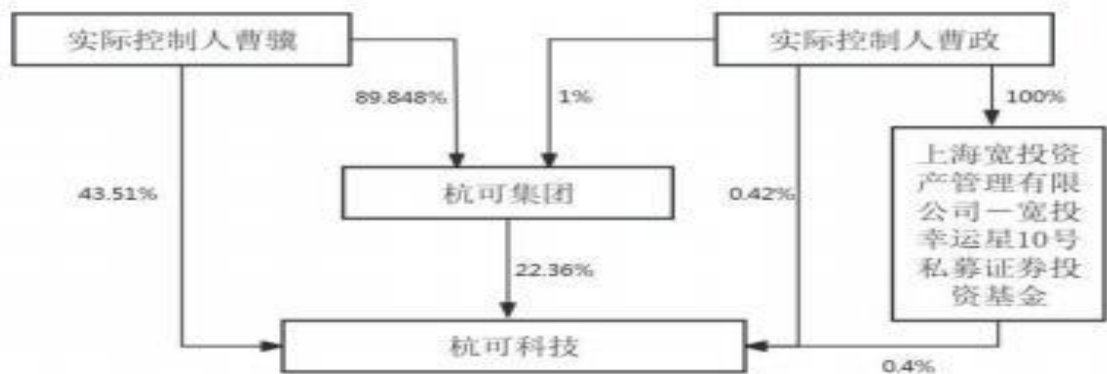 实际控制人曹骥
实际控制人曹政
89.848%
1%
100%
43.51%
杭可集团
0.42%
上海宽投资
产管理有限
公司一宽投
幸运星10号
私募证券投
资基金
22.36%
杭可科技
0.4%